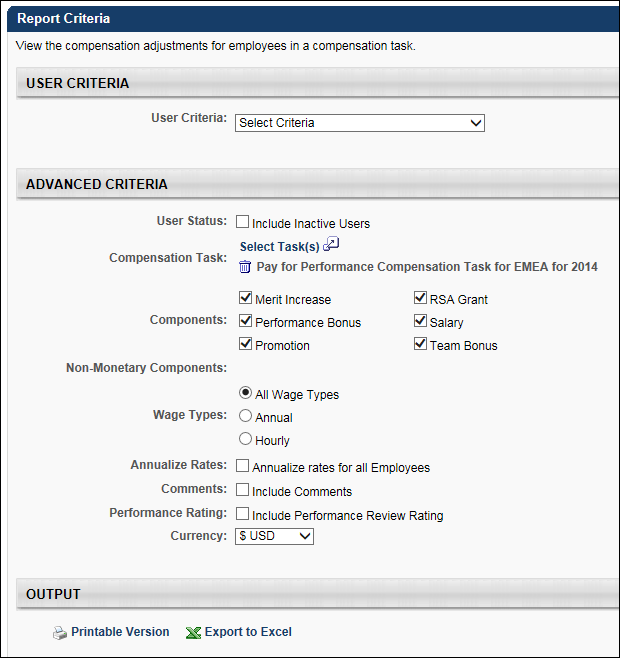 Report Criteria
View the compensation adjustments for employees in a compensation task.
USER CRITERIA
User Criteria: Select Criteria
ADVANCED CRITERIA
User Status: Include Inactive Users
Compensation Task: Select Task(s)
Pay for Performance Compensation Task for EMEA for 2014
Components: Merit Increase RSA Grant
Performance Bonus Salary
Promotion Team Bonus
Non-Monetary Components:
Wage Types: All Wage Types
Annual
Hourly
Annualize Rates: Annualize rates for all Employees
Comments: Include Comments
Performance Rating: Include Performance Review Rating
Currency: $ USD
OUTPUT
Printable Version Export to Excel